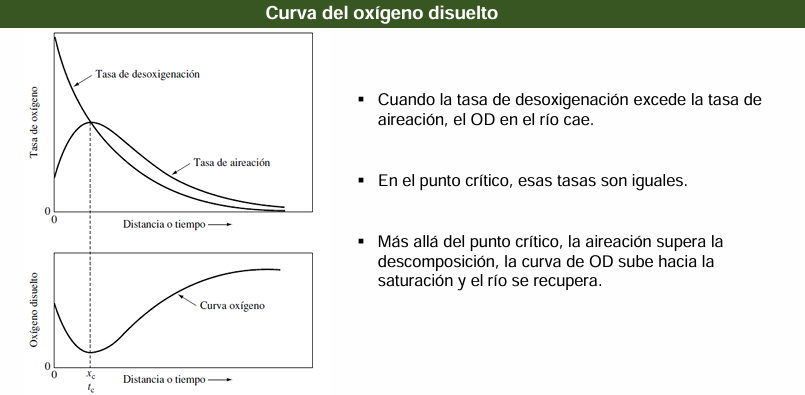 Curva del oxígeno disuelto
Tasa de oxígeno
Tasa de desoxigenación
Tasa de aireación
0
0
Distancia o tiempo
Oxígeno disuelto
Curva oxígeno
0
0
xc
tc
Distancia o tiempo
▪ Cuando la tasa de desoxigenación excede la tasa de
aireación, el OD en el río cae.
▪ En el punto crítico, esas tasas son iguales.
▪ Más allá del punto crítico, la aireación supera la
descomposición, la curva de OD sube hacia la
saturación y el río se recupera.